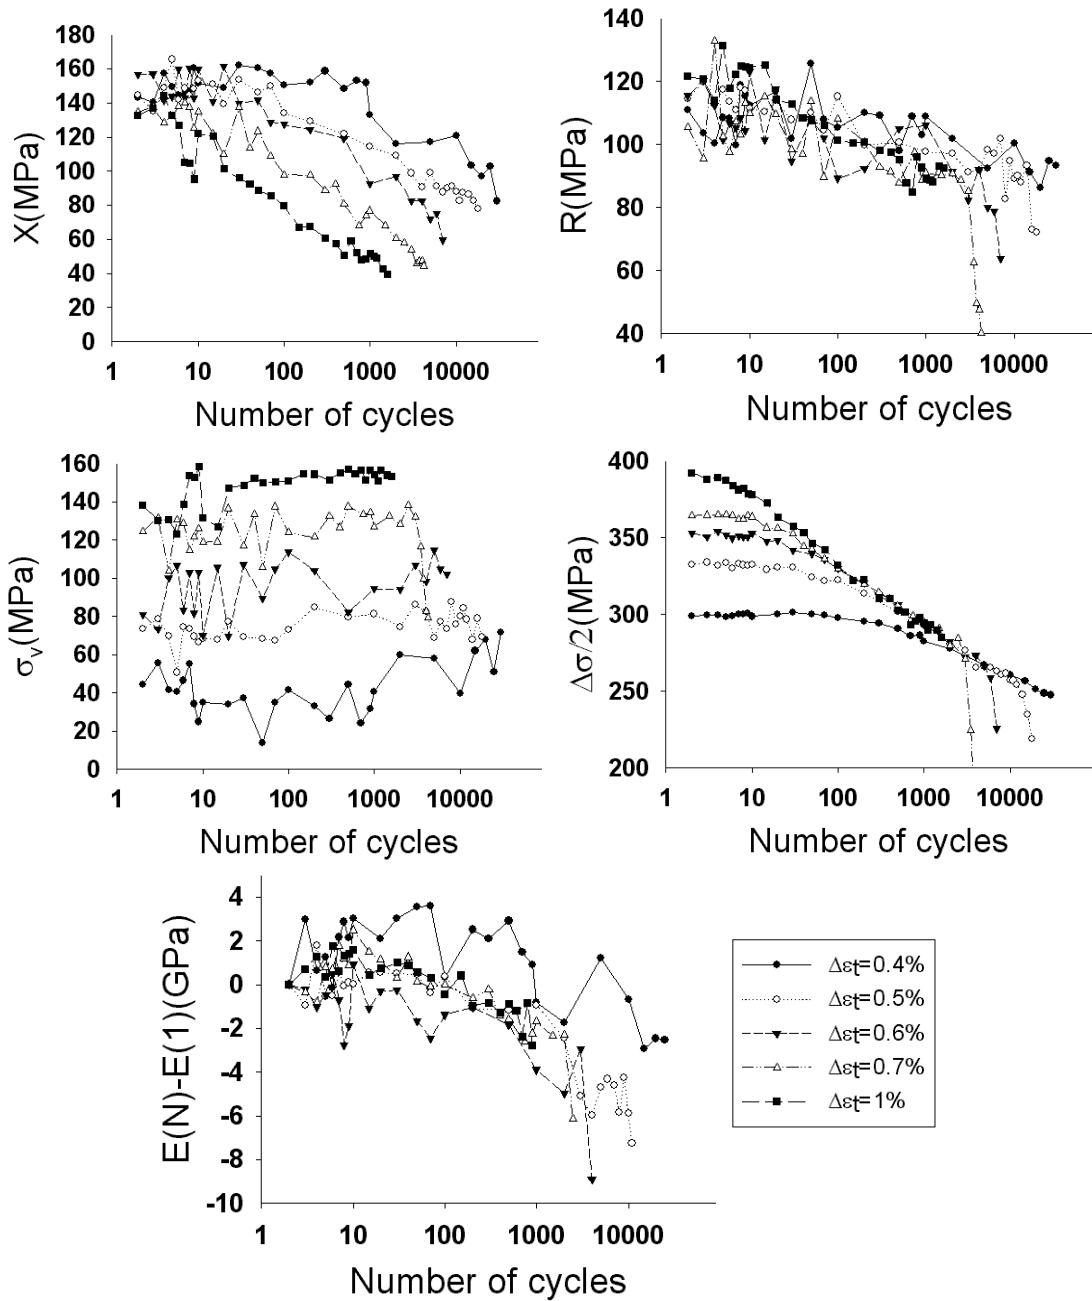 X(MPa)
180
160
140
120
100
80
60
40
20
0
1 10 100 1000 10000
Number of cycles
R(MPa)
140
120
100
80
60
40
1 10 100 1000 10000
Number of cycles
σv(MPa)
160
140
120
100
80
60
40
20
0
1 10 100 1000 10000
Number of cycles
Δσ/2(MPa)
400
350
300
250
200
1 10 100 1000 10000
Number of cycles
E(N)-E(1)(GPa)
4
2
0
-2
-4
-6
-8
-10
1 10 100 1000 10000
Number of cycles
Δεt=0.4%
Δεt=0.5%
Δεt=0.6%
Δεt=0.7%
Δεt=1%